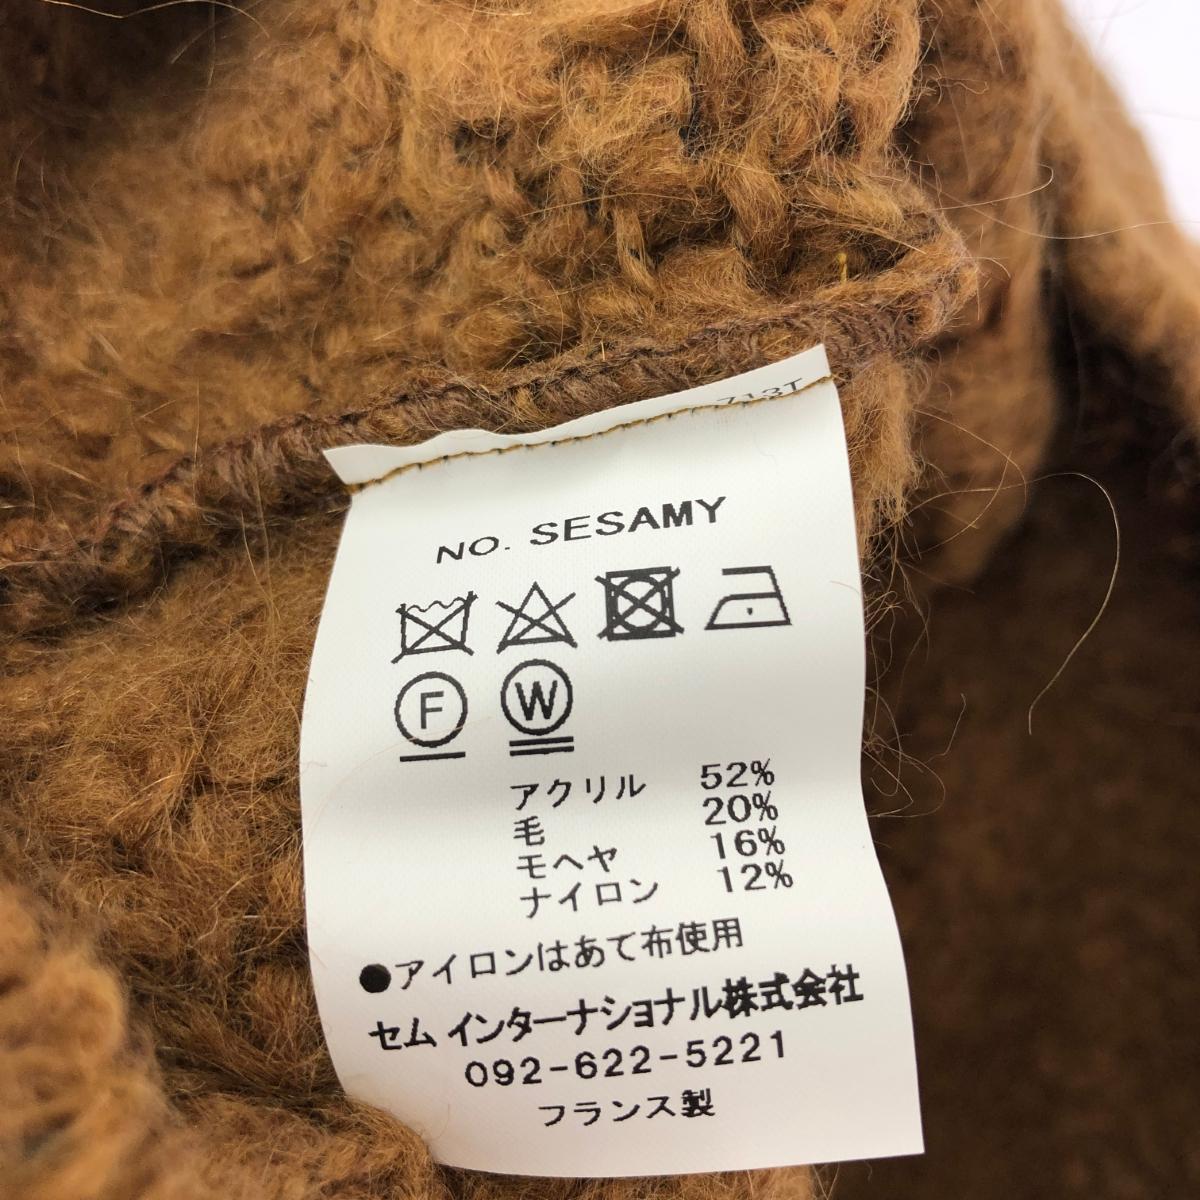 713T
NO. SESAMY
F W
アクリル 52%
毛 20%
モヘヤ 16%
ナイロン 12%
●アイロンはあて布使用
セム インターナショナル株式会社
092-622-5221
フランス製